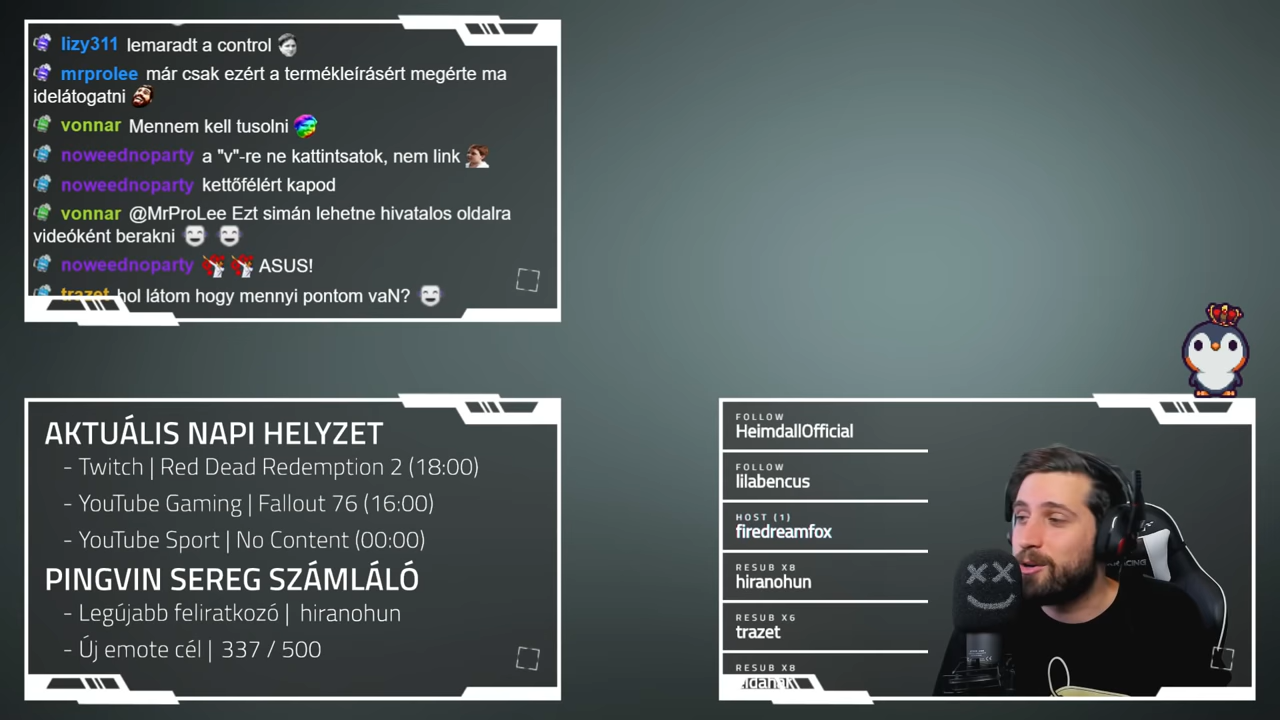 lizy311 lemaradt a control
mrprolee már csak ezért a termékleírásért megérte ma
idelátogatni
vonnar Mennem kell tusolni
noweednoparty a "v"-re ne kattintsatok, nem link
noweednoparty kettőfélért kapod
vonnar @MrProLee Ezt simán lehetne hivatalos oldalra
videóként berakni
noweednoparty ASUS!
trazet hol látom hogy mennyi pontom vaN?
AKTUÁLIS NAPI HELYZET
- Twitch | Red Dead Redemption 2 (18:00)
- YouTube Gaming | Fallout 76 (16:00)
- YouTube Sport | No Content (00:00)
PINGVIN SEREG SZÁMLÁLÓ
- Legújabb feliratkozó | hiranohun
- Új emote cél | 337 / 500
FOLLOW
HeimdallOfficial
FOLLOW
lilabencus
HOST (1)
firedreamfox
RESUB X8
hiranohun
RESUB X6
trazet
RESUB X8